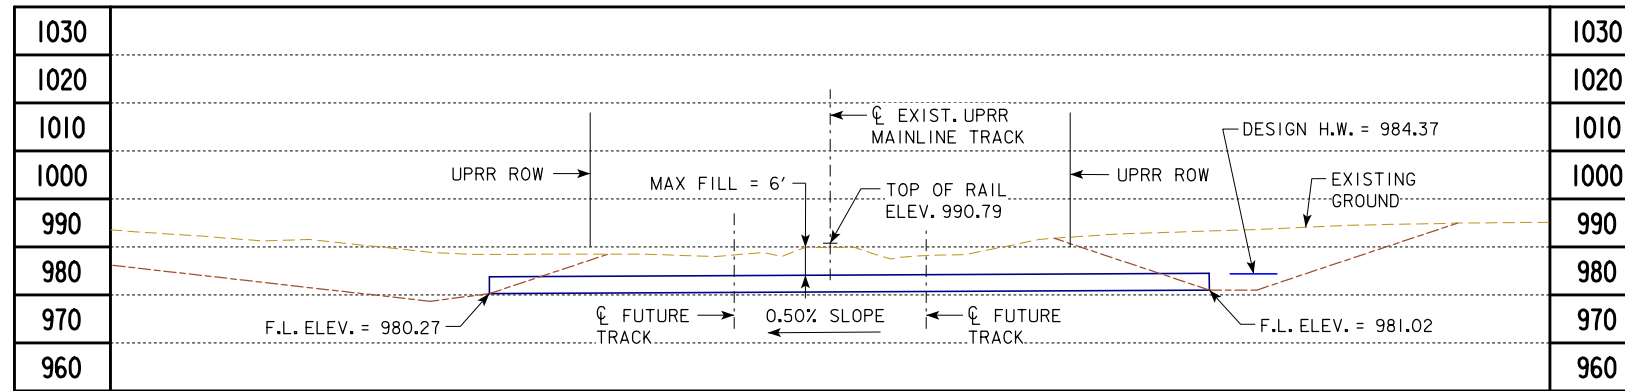 1030
1030
1020
1020
1010
1010
℄ EXIST. UPRR
MAINLINE TRACK
DESIGN H.W. = 984.37
1000
1000
UPRR ROW
MAX FILL = 6'
TOP OF RAIL
ELEV. 990.79
UPRR ROW
EXISTING
GROUND
990
990
980
980
970
970
F.L. ELEV. = 980.27
℄ FUTURE
TRACK
0.50% SLOPE
℄ FUTURE
TRACK
F.L. ELEV. = 981.02
960
960